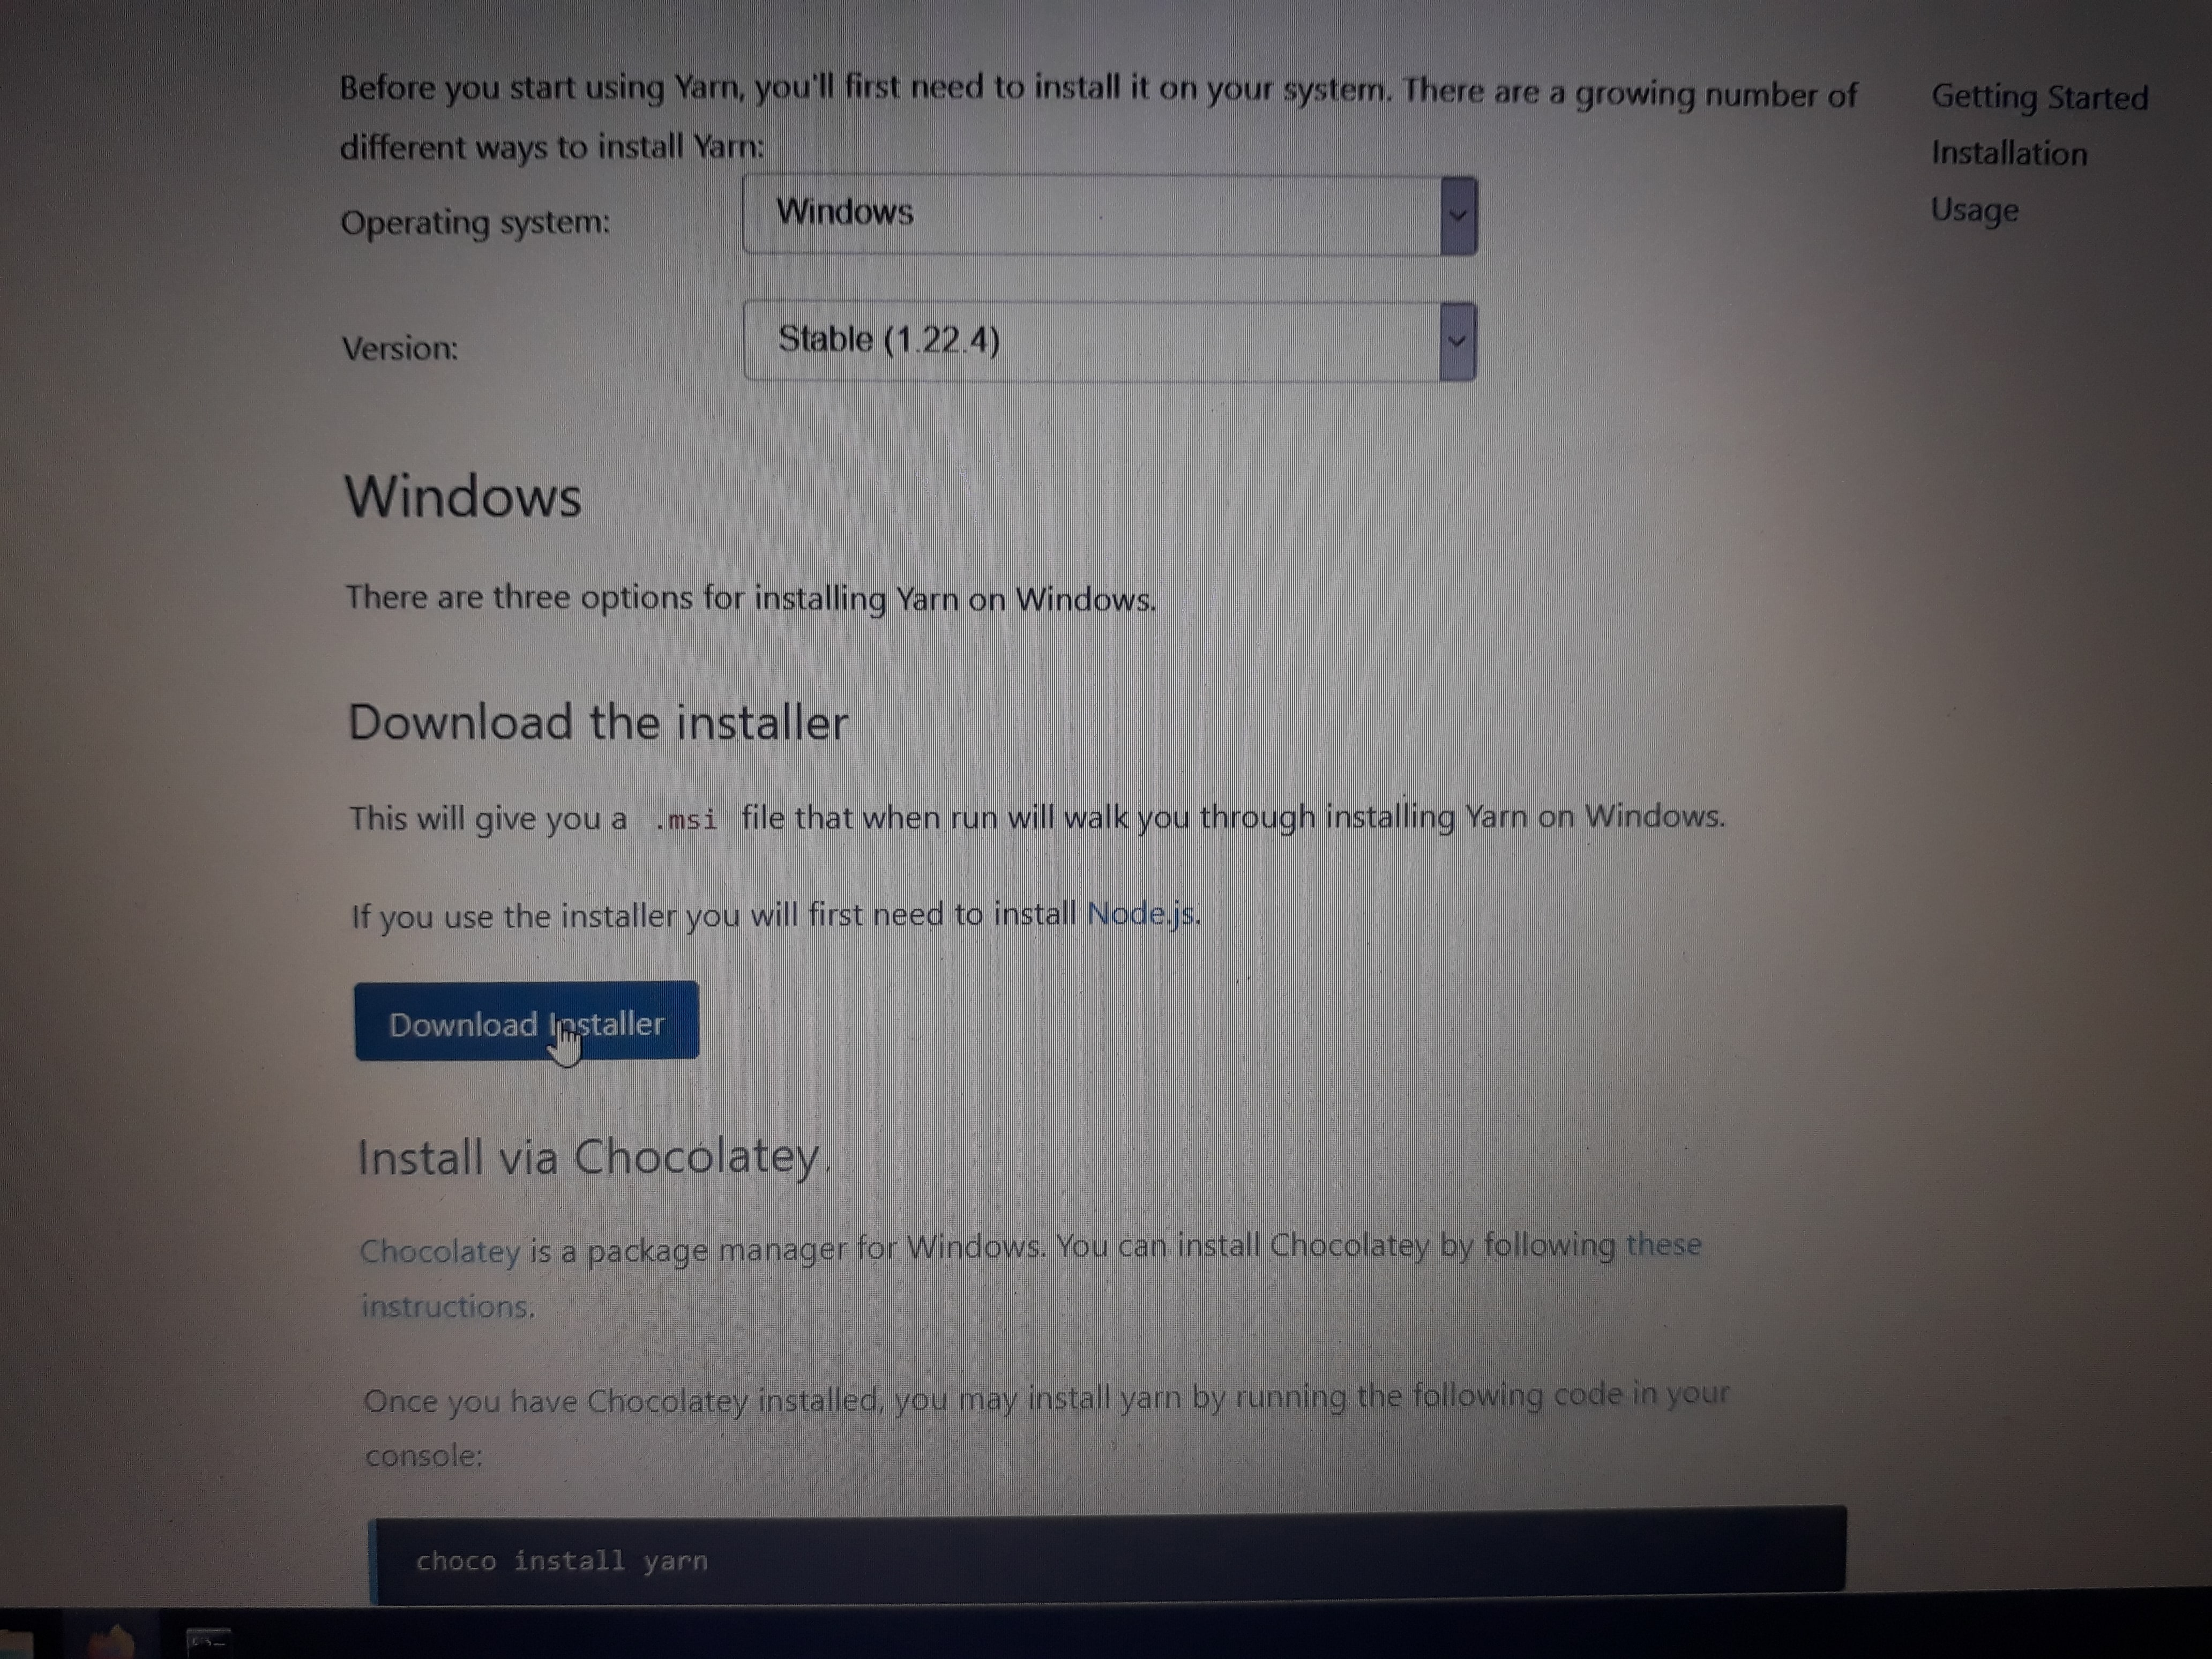 Before you start using Yarn, you'll first need to install it on your system. There are a growing number of
different ways to install Yarn:
Getting Started
Installation
Usage
Operating system:
Windows
Version:
Stable (1.22.4)
Windows
There are three options for installing Yarn on Windows.
Download the installer
This will give you a .msi file that when run will walk you through installing Yarn on Windows.
If you use the installer you will first need to install Node.js.
Download Installer
Install via Chocolatey
Chocolatey is a package manager for Windows. You can install Chocolatey by following these
instructions.
Once you have Chocolatey installed, you may install yarn by running the following code in your
console:
choco install yarn